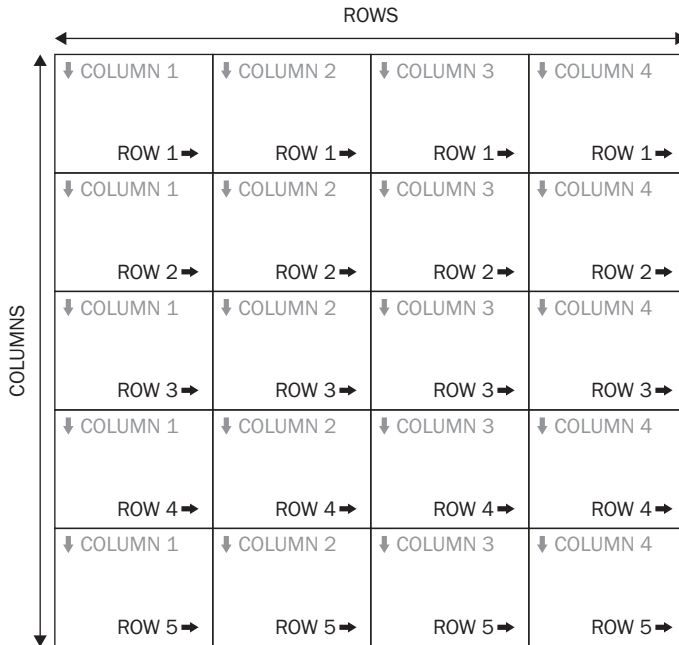 ROWS
COLUMN 1 COLUMN 2 COLUMN 3 COLUMN 4
ROW 1 ROW 1 ROW 1 ROW 1
COLUMN 1 COLUMN 2 COLUMN 3 COLUMN 4
ROW 2 ROW 2 ROW 2 ROW 2
COLUMNS
COLUMN 1 COLUMN 2 COLUMN 3 COLUMN 4
ROW 3 ROW 3 ROW 3 ROW 3
COLUMN 1 COLUMN 2 COLUMN 3 COLUMN 4
ROW 4 ROW 4 ROW 4 ROW 4
COLUMN 1 COLUMN 2 COLUMN 3 COLUMN 4
ROW 5 ROW 5 ROW 5 ROW 5